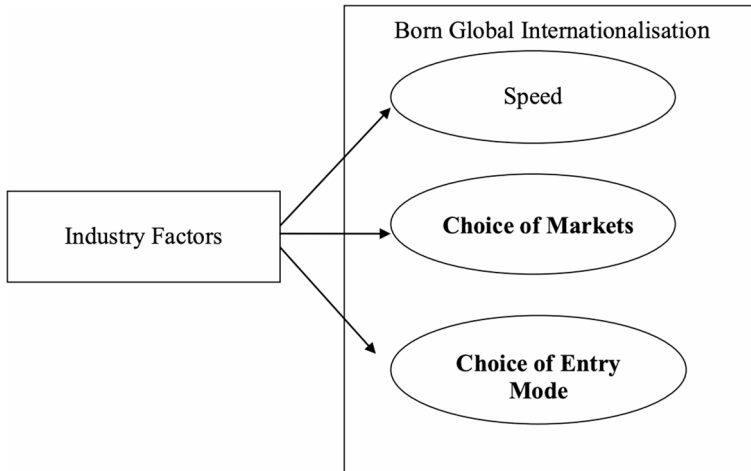 Born Global Internationalisation
Speed
Industry Factors
Choice of Markets
Choice of Entry
Mode